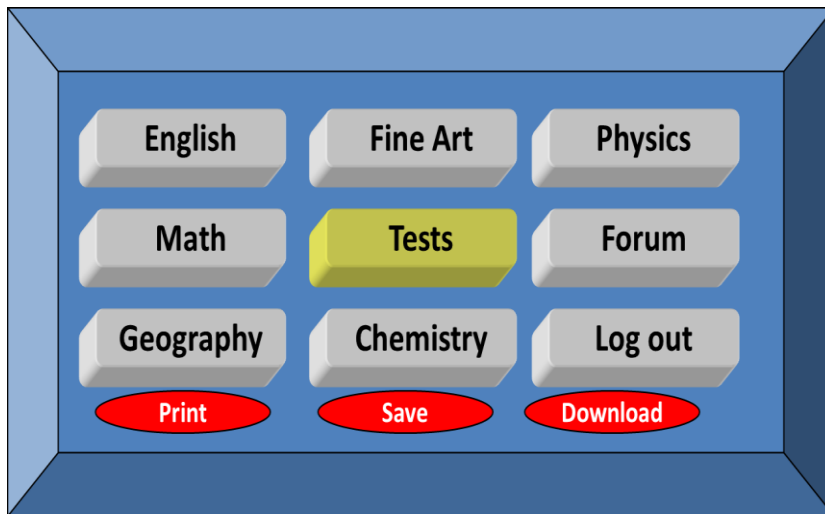 English Fine Art Physics
Math Tests Forum
Geography Chemistry Log out
Print Save Download